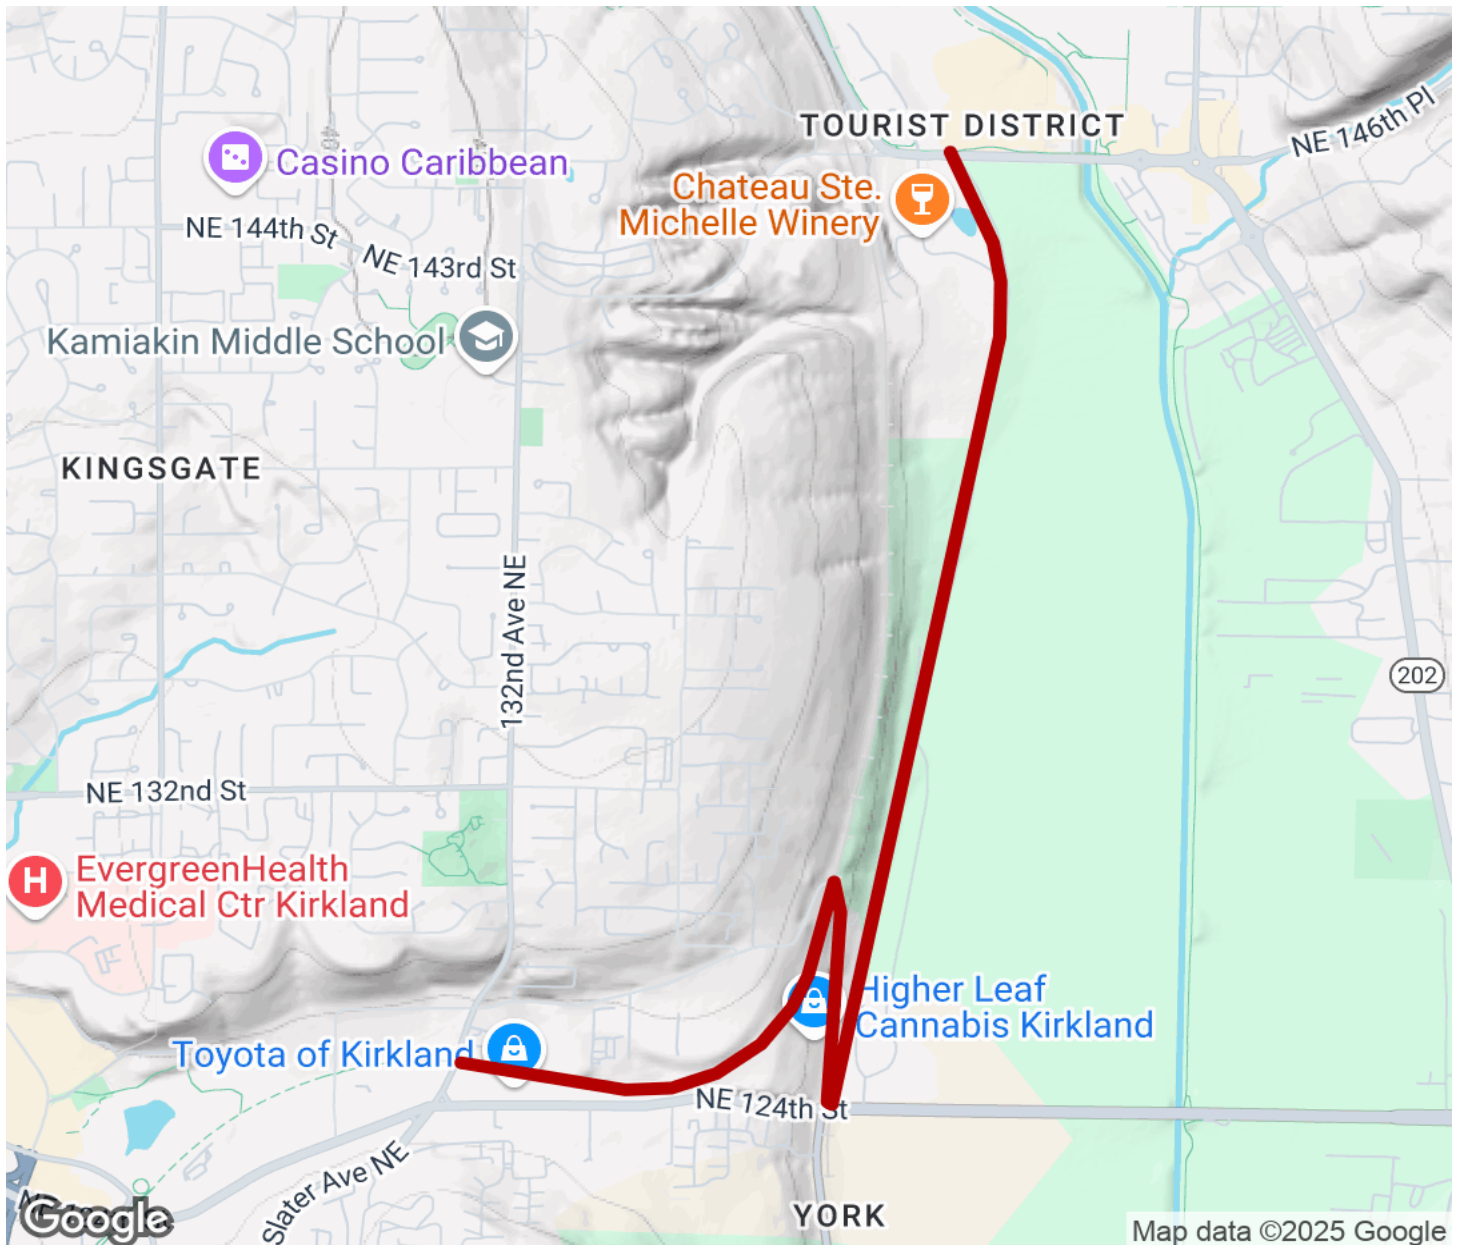 TOURIST DISTRICT
NE 146th Pl
Casino Caribbean
Chateau Ste.
Michelle Winery
NE 144th St
NE 143rd St
Kamiakin Middle School
KINGSGATE
132nd Ave NE
202
NE 132nd St
H
EvergreenHealth
Medical Ctr Kirkland
Higher Leaf
Cannabis Kirkland
Toyota of Kirkland
NE 124th St
Slater Ave NE
YORK
Google
Map data ©2025 Google